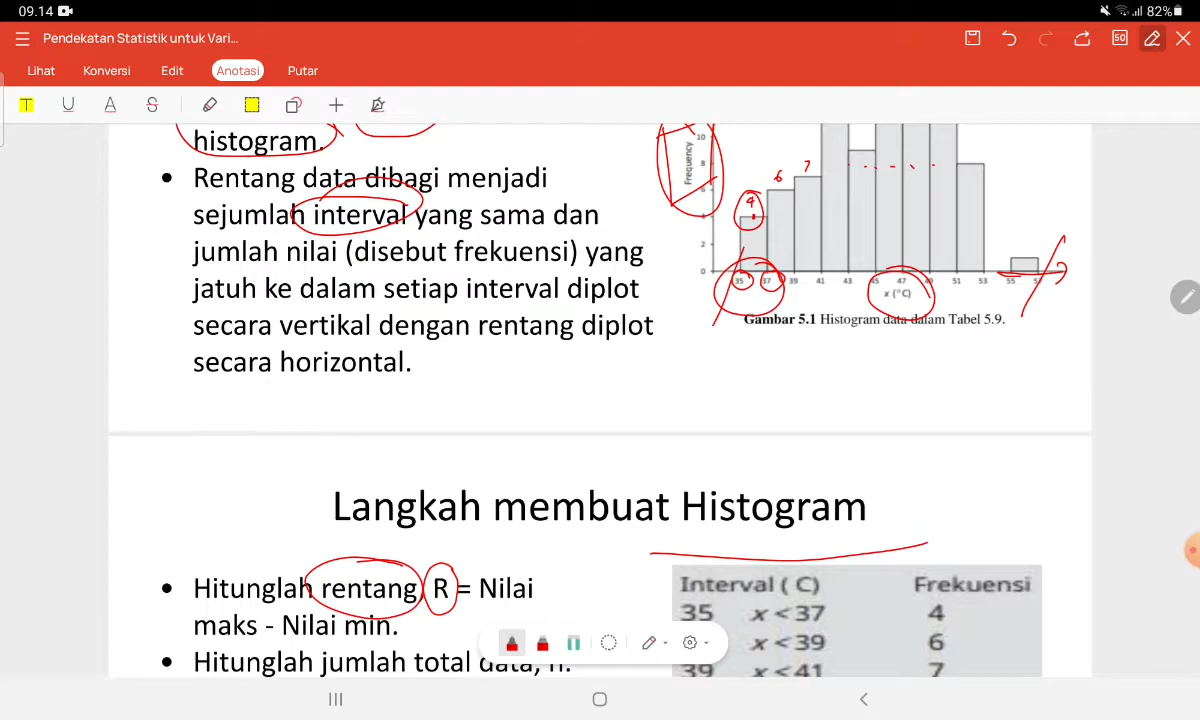 09.14
82%
Pendekatan Statistik untuk Vari...
50
Lihat Konversi Edit Anotasi Putar
T U A S
histogram.
• Rentang data dibagi menjadi
sejumlah interval yang sama dan
jumlah nilai (disebut frekuensi) yang
jatuh ke dalam setiap interval diplot
secara vertikal dengan rentang diplot
secara horizontal.
Frequency
10
8
6
4
2
0
4 6 7
35 37 39 41 43 45 47 49 51 53 55
x (°C)
Gambar 5.1 Histogram data dalam Tabel 5.9.
Langkah membuat Histogram
• Hitunglah rentang, R = Nilai
maks - Nilai min.
• Hitunglah jumlah total data, n.
Interval ( C) Frekuensi
35 x < 37 4
x < 39 6
39 x < 41 7